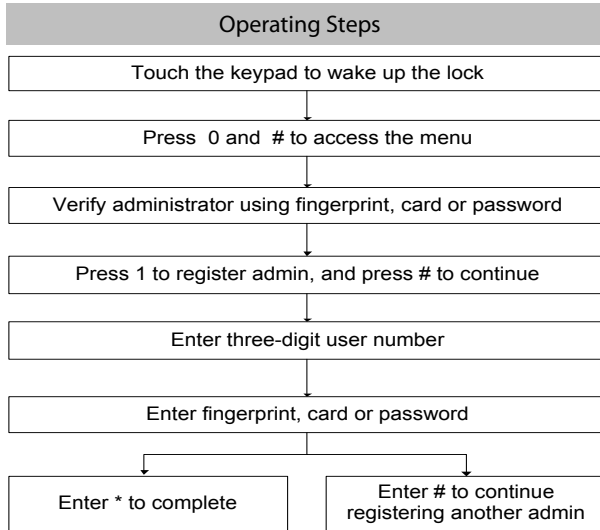 Operating Steps
Touch the keypad to wake up the lock
Press 0 and # to access the menu
Verify administrator using fingerprint, card or password
Press 1 to register admin, and press # to continue
Enter three-digit user number
Enter fingerprint, card or password
Enter * to complete
Enter # to continue
registering another admin